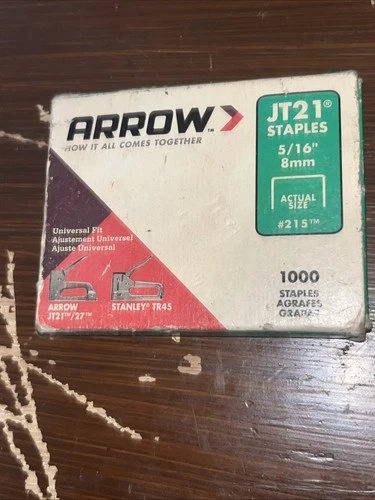 ARROW™
HOW IT ALL COMES TOGETHER
JT21®
STAPLES
5/16"
8mm
ACTUAL
SIZE
#215™
Universal Fit
Ajustement Universel
Ajuste Universal
ARROW
JT21™/27™
STANLEY® TR45
1000
STAPLES
AGRAFES
GRAPAS